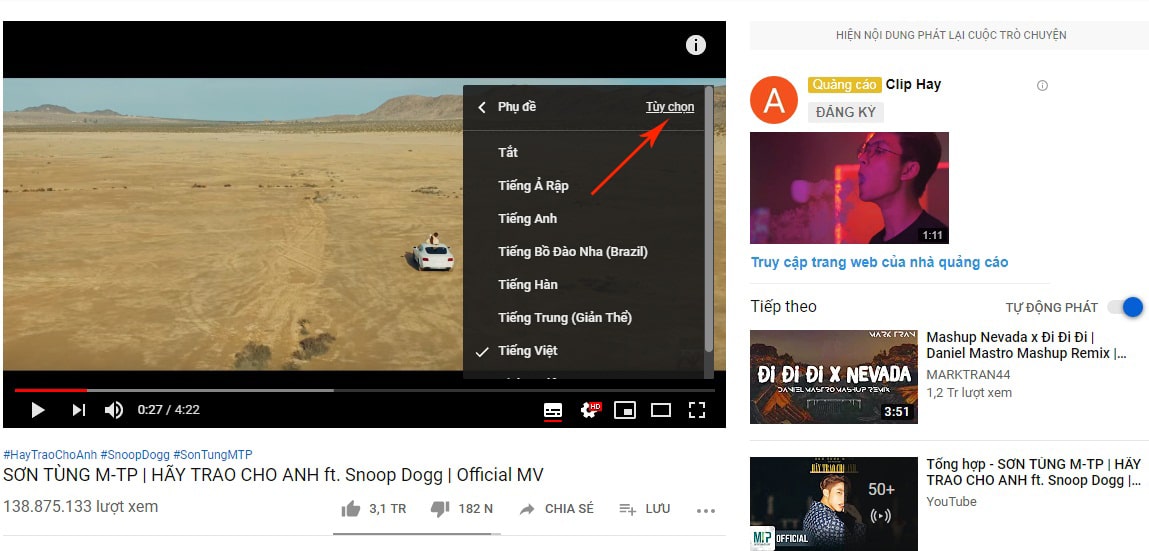 Phụ đề
Tùy chọn
Tắt
Tiếng Ả Rập
Tiếng Anh
Tiếng Bồ Đào Nha (Brazil)
Tiếng Hàn
Tiếng Trung (Giản Thể)
Tiếng Việt
0:27 / 4:22
HD
#HayTraoChoAnh #SnoopDogg #SonTungMTP
SƠN TÙNG M-TP | HÃY TRAO CHO ANH ft. Snoop Dogg | Official MV
138.875.133 lượt xem
3,1 TR
182 N
CHIA SẺ
LƯU
HIỆN NỘI DUNG PHÁT LẠI CUỘC TRÒ CHUYỆN
A
Quảng cáo Clip Hay
ĐĂNG KÝ
1:11
Truy cập trang web của nhà quảng cáo
Tiếp theo
TỰ ĐỘNG PHÁT
MARK TRAN
ĐI ĐI ĐI X NEVADA
DANIEL MASTRO MASHUP REMIX
3:51
Mashup Nevada x Đi Đi Đi |
Daniel Mastro Mashup Remix |...
MARKTRAN44
1,2 Tr lượt xem
HÃY TRAO CHO ANH
50+
M-TP
OFFICIAL
Tổng hợp - SƠN TÙNG M-TP | HÃY
TRAO CHO ANH ft. Snoop Dogg |...
YouTube